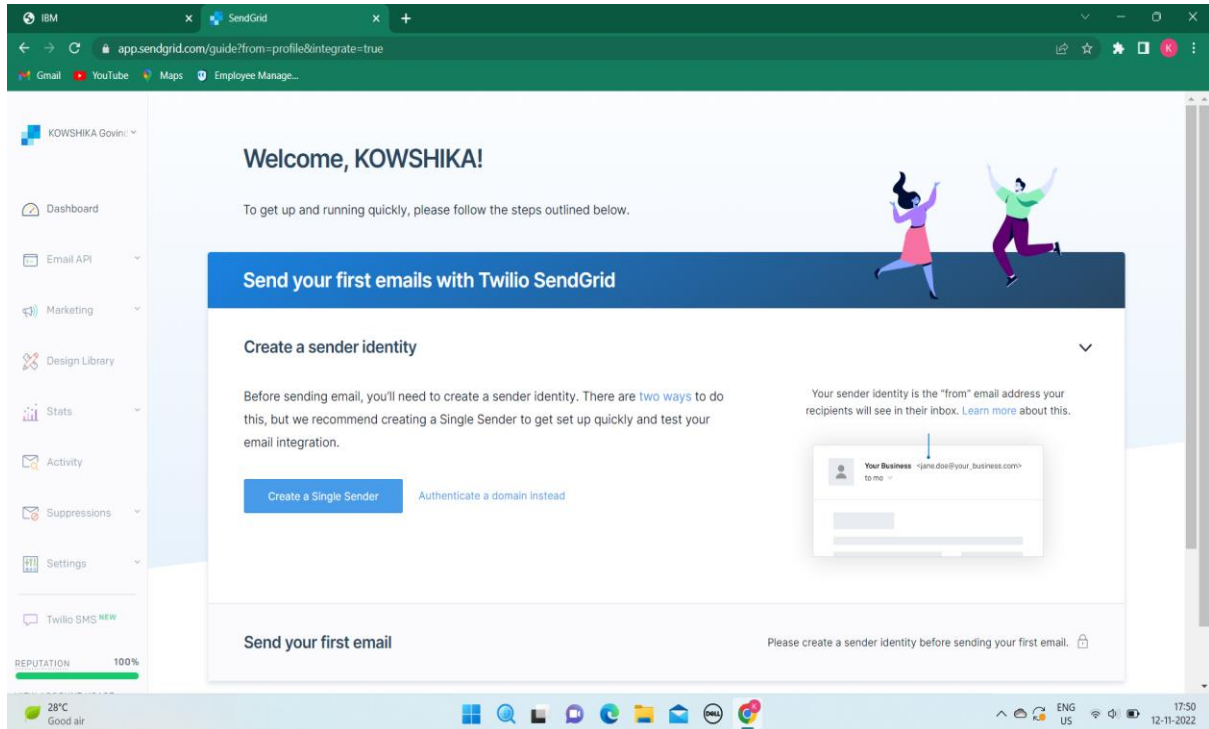 IBM
SendGrid
app.sendgrid.com/guide?from=profile&integrate=true
K
Gmail YouTube Maps Employee Manage...
KOWSHIKA Govind
Dashboard
Email API
Marketing
Design Library
Stats
Activity
Suppressions
Settings
Twilio SMS NEW
REPUTATION 100%
Welcome, KOWSHIKA!
To get up and running quickly, please follow the steps outlined below.
Send your first emails with Twilio SendGrid
Create a sender identity
Before sending email, you'll need to create a sender identity. There are two ways to do
this, but we recommend creating a Single Sender to get set up quickly and test your
email integration.
Create a Single Sender Authenticate a domain instead
Your sender identity is the "from" email address your
recipients will see in their inbox. Learn more about this.
Your Business <jane.doe@your_business.com>
to me
Send your first email
Please create a sender identity before sending your first email.
28°C
Good air
DELL
ENG
US
17:50
12-11-2022